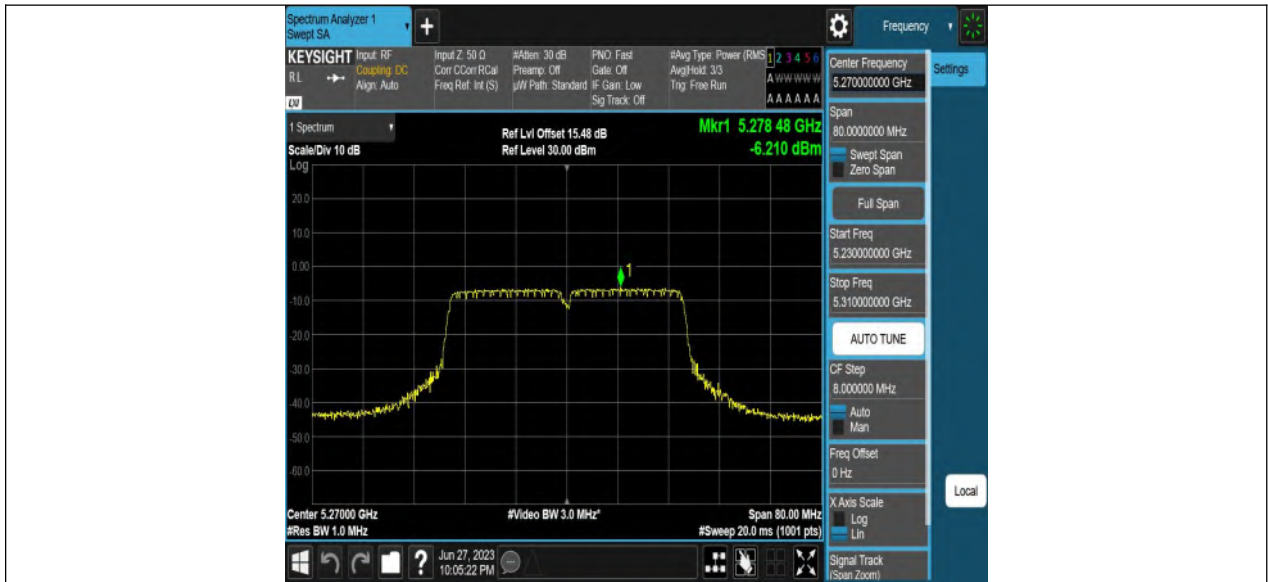 Spectrum Analyzer 1
Swept SA
+
Frequency
KEYSIGHT
RL
LXI
Input: RF
Coupling: DC
Align: Auto
Input Z: 50 Ω
Corr CCorr RCal
Freq Ref: Int (S)
#Atten: 30 dB
Preamp: Off
µW Path: Standard
PNO: Fast
Gate: Off
IF Gain: Low
Sig Track: Off
#Avg Type: Power (RMS
Avg|Hold: 3/3
Trig: Free Run
1 2 3 4 5 6
A W W W W W
A A A A A A
1 Spectrum
Scale/Div 10 dB
Ref Lvl Offset 15.48 dB
Ref Level 30.00 dBm
Mkr1 5.278 48 GHz
-6.210 dBm
Log
20.0
10.0
0.00
-10.0
-20.0
-30.0
-40.0
-50.0
-60.0
1
Center 5.27000 GHz
#Res BW 1.0 MHz
#Video BW 3.0 MHz*
Span 80.00 MHz
#Sweep 20.0 ms (1001 pts)
?
Jun 27, 2023
10:05:22 PM
Center Frequency
5.270000000 GHz
Span
80.0000000 MHz
Swept Span
Zero Span
Full Span
Start Freq
5.230000000 GHz
Stop Freq
5.310000000 GHz
AUTO TUNE
CF Step
8.000000 MHz
Auto
Man
Freq Offset
0 Hz
X Axis Scale
Log
Lin
Signal Track
(Span Zoom)
Settings
Local